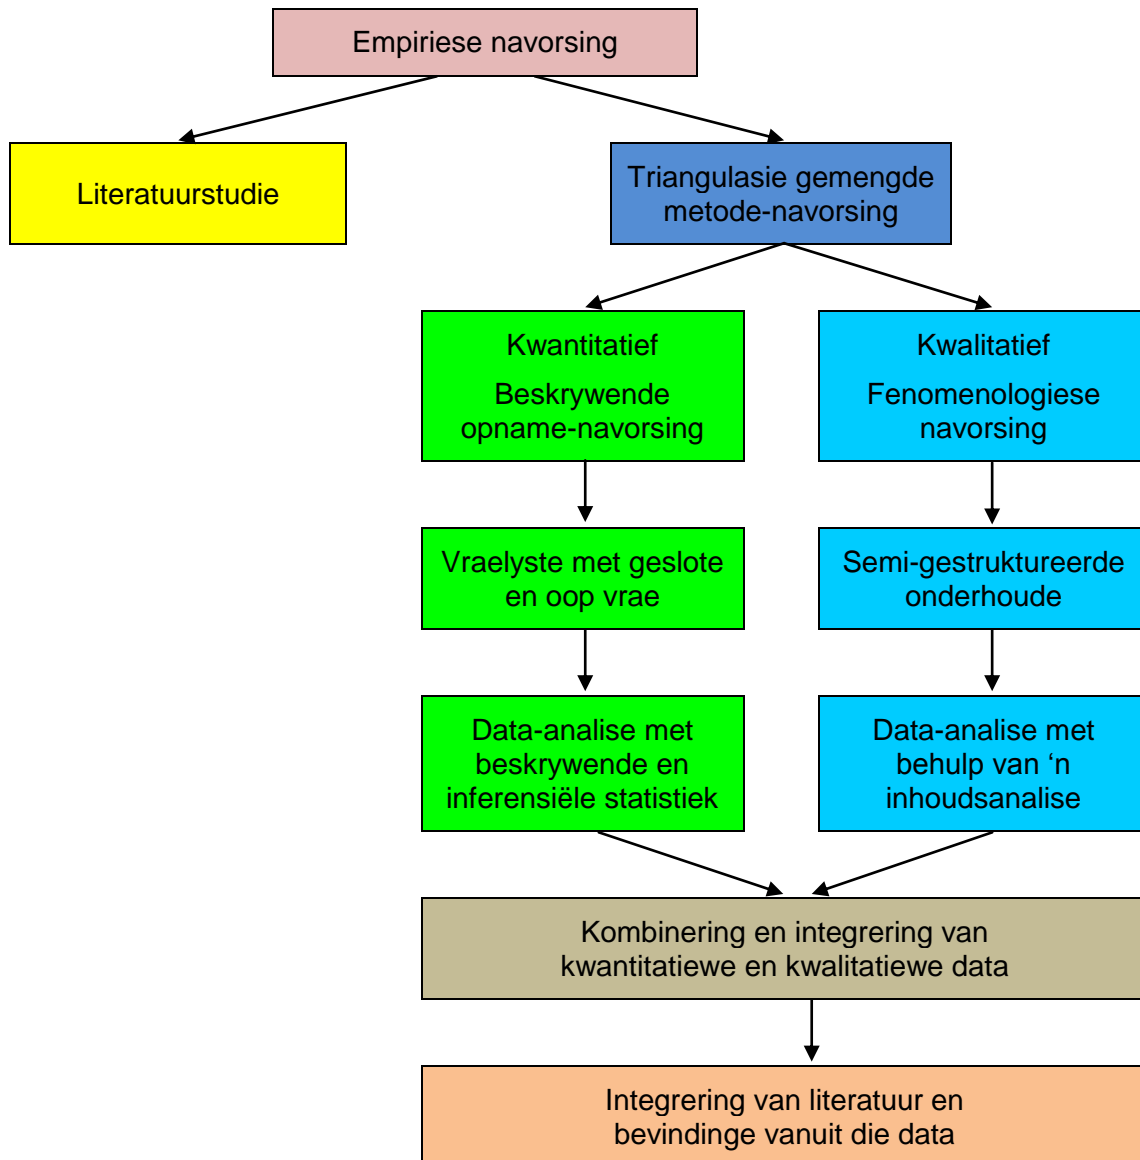 Empiriese navorsing
Literatuurstudie
Triangulasie gemengde
metode-navorsing
Kwantitatief
Beskrywende
opname-navorsing
Kwalitatief
Fenomenologiese
navorsing
Vraelyste met geslote
en oop vrae
Semi-gestruktureerde
onderhoude
Data-analise met
beskrywende en
inferensiële statistiek
Data-analise met
behulp van ‘n
inhoudsanalise
Kombinering en integrering van
kwantitatiewe en kwalitatiewe data
Integrering van literatuur en
bevindinge vanuit die data